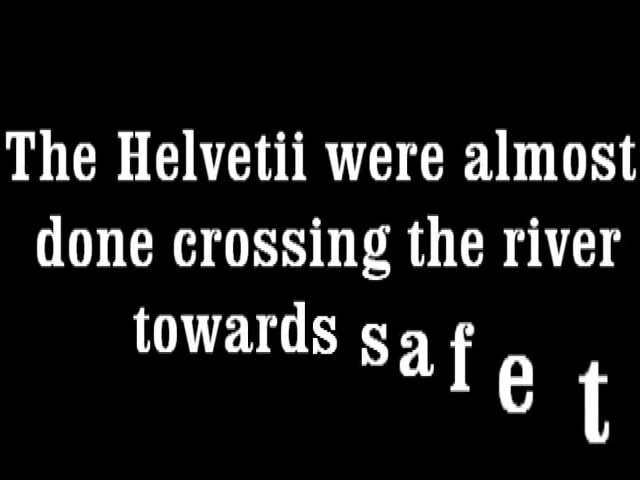 The Helvetii were almost
done crossing the river
towards safet